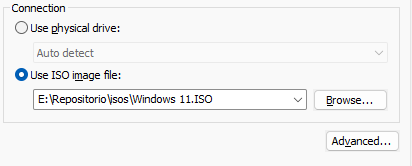 Connection
Use physical drive:
Auto detect
Use ISO image file:
E:\Repositorio\isos\Windows 11.ISO
Browse...
Advanced...